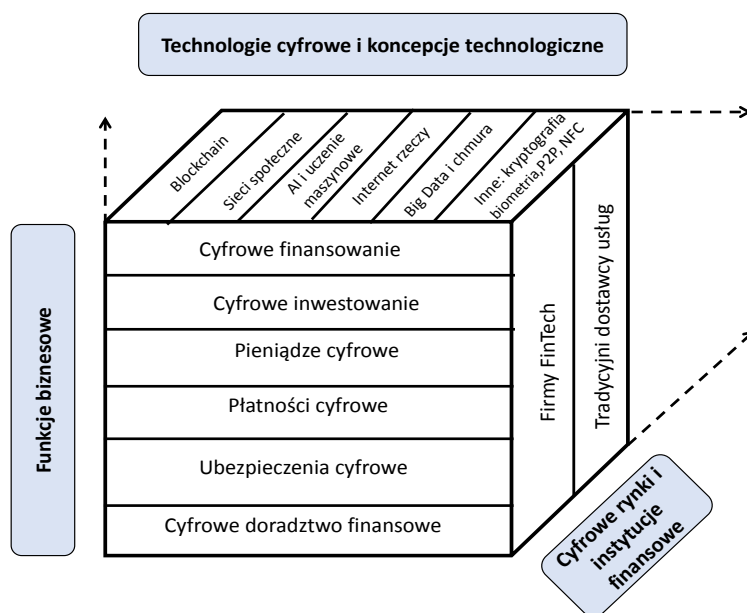 Technologie cyfrowe i koncepcje technologiczne
Blockchain
Sieci społeczne
AI i uczenie
maszynowe
Internet rzeczy
Big Data i chmura
Inne: kryptografia
biometria,P2P, NFC
Funkcje biznesowe
Cyfrowe finansowanie
Cyfrowe inwestowanie
Pieniądze cyfrowe
Płatności cyfrowe
Ubezpieczenia cyfrowe
Cyfrowe doradztwo finansowe
Firmy FinTech
Tradycyjni dostawcy usług
Cyfrowe rynki i
instytucje
finansowe